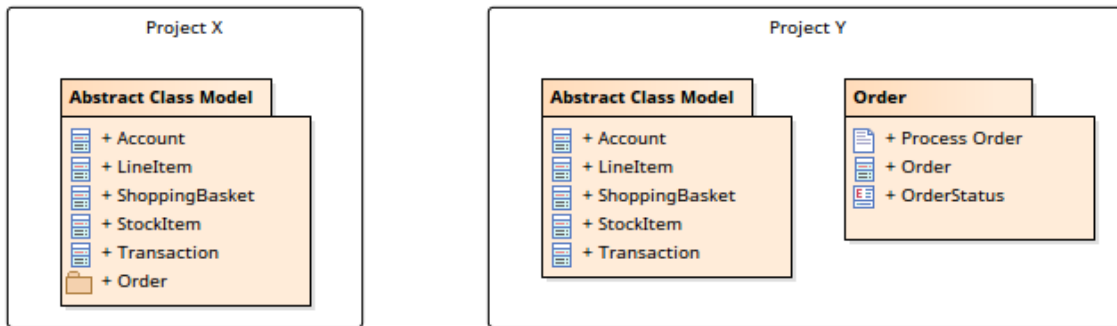 Project X
Abstract Class Model
+ Account
+ LineItem
+ ShoppingBasket
+ StockItem
+ Transaction
+ Order
Project Y
Abstract Class Model
+ Account
+ LineItem
+ ShoppingBasket
+ StockItem
+ Transaction
Order
+ Process Order
+ Order
E + OrderStatus